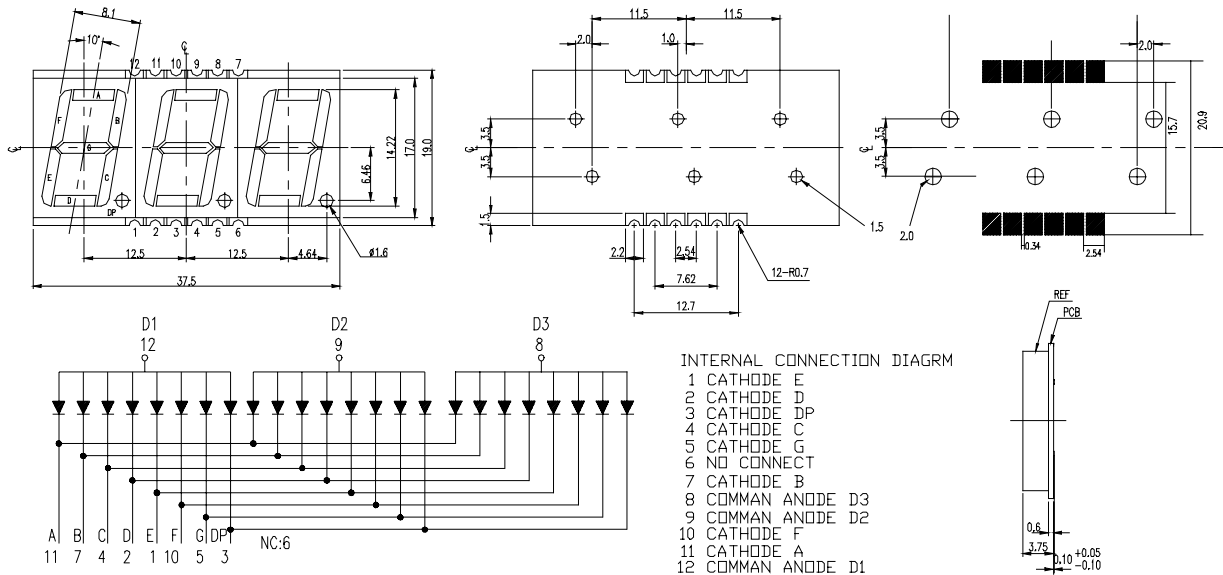 8.1
10°
℄
12 11 10 9 8 7
A
F B
G
E C
D
DP
1 2 3 4 5 6
℄
6.46
14.22
17.0
19.0
ø1.6
12.5 12.5 4.64
37.5
11.5 11.5
2.0 1.0
3.5
℄
3.5
1.5
1.5
2.2 2.54
12-R0.7
7.62
12.7
2.0
3.5
℄
3.5
15.7
20.9
2.0
0.34 2.54
REF
PCB
0.6
3.75
0.10 +0.05
-0.10
D1 D2 D3
12 9 8
A B C D E F G DP
11 7 4 2 1 10 5 3
NC:6
INTERNAL CONNECTION DIAGRM
1 CATHODE E
2 CATHODE D
3 CATHODE DP
4 CATHODE C
5 CATHODE G
6 NO CONNECT
7 CATHODE B
8 COMMAN ANODE D3
9 COMMAN ANODE D2
10 CATHODE F
11 CATHODE A
12 COMMAN ANODE D1